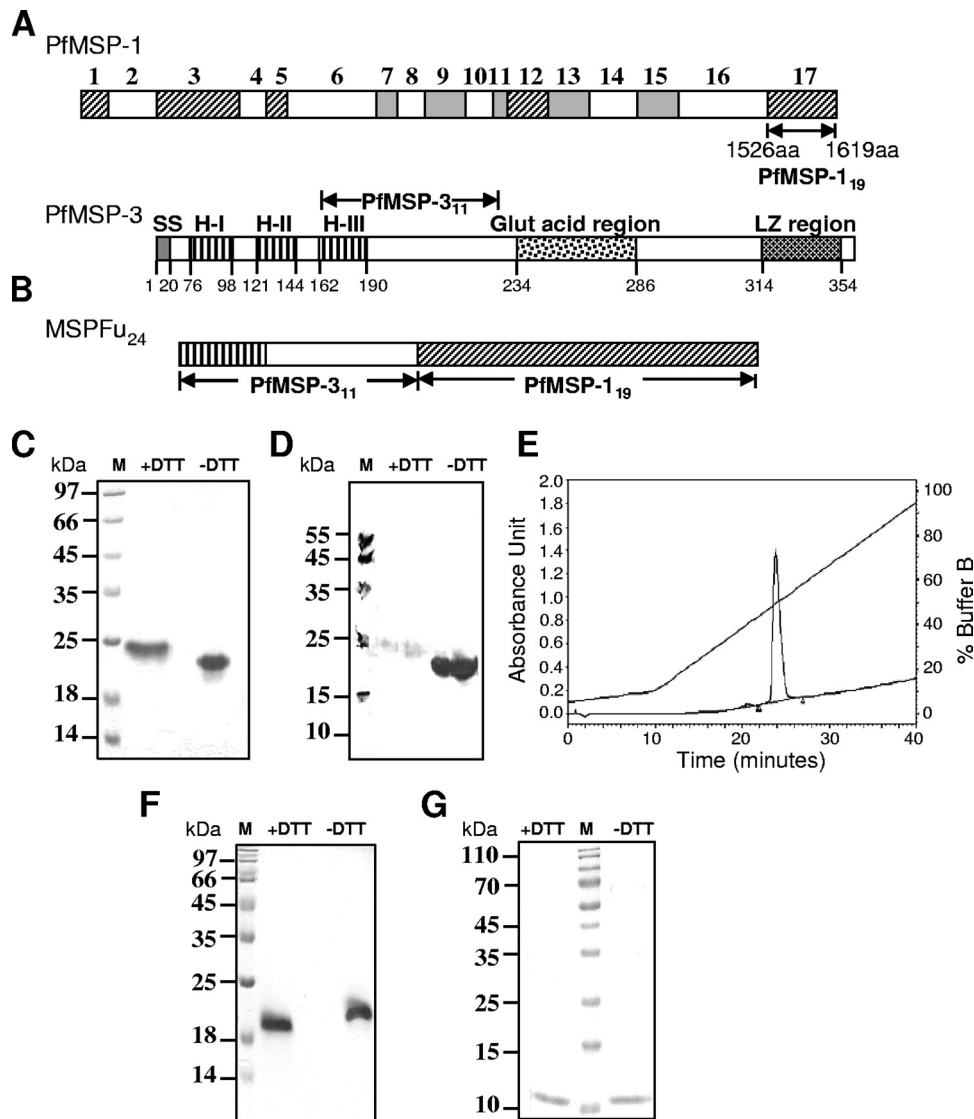 A
PfMSP-1
1 2 3 4 5 6 7 8 9 10 11 12 13 14 15 16 17
1526aa 1619aa
PfMSP-1₁₉
PfMSP-3₁₁
PfMSP-3
SS H-I H-II H-III Glut acid region LZ region
1 20 76 98 121 144 162 190 234 286 314 354
B
MSPFu₂₄
PfMSP-3₁₁ PfMSP-1₁₉
C
kDa M +DTT -DTT
97
66
45
35
25
18
14
D
kDa M +DTT -DTT
55
45
35
25
15
10
E
Absorbance Unit
2.0
1.8
1.6
1.4
1.2
1.0
0.8
0.6
0.4
0.2
0.0
% Buffer B
100
80
60
40
20
0
0 10 20 30 40
Time (minutes)
F
kDa M +DTT -DTT
97
66
45
35
25
18
14
G
kDa +DTT M -DTT
110
70
45
35
25
15
10